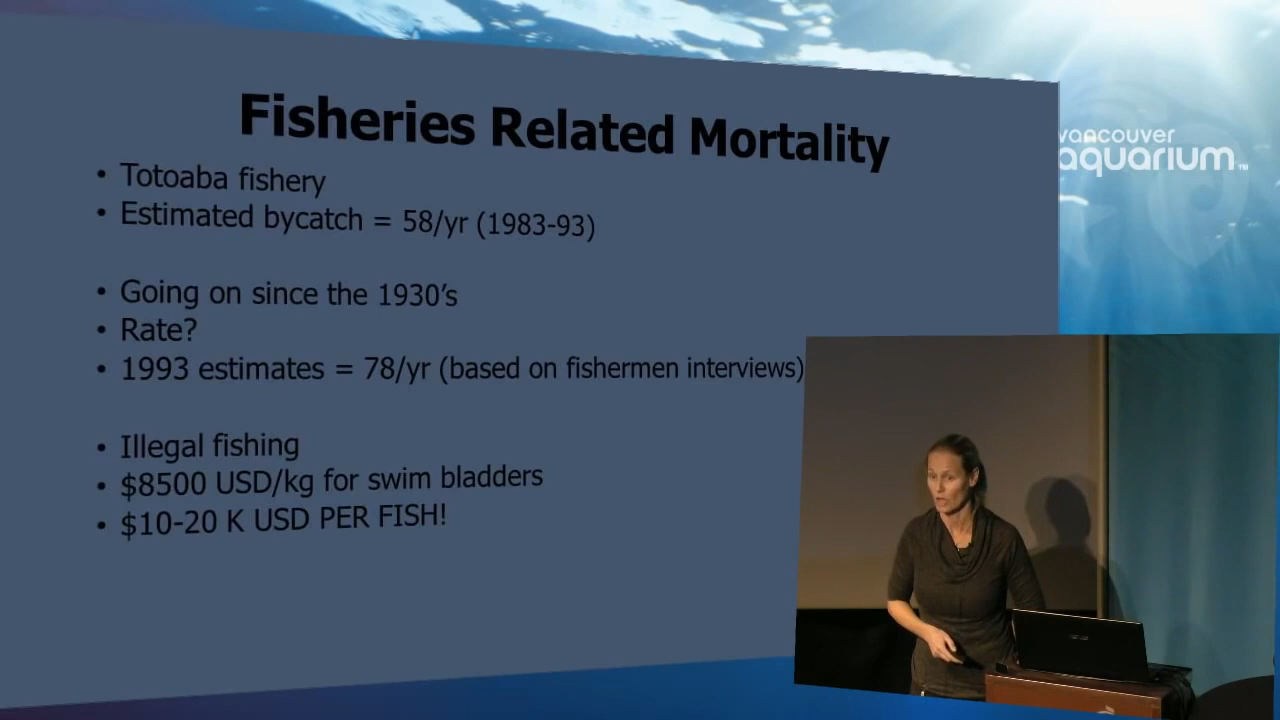 Fisheries Related Mortality
• Totoaba fishery
• Estimated bycatch = 58/yr (1983-93)
• Going on since the 1930's
• Rate?
• 1993 estimates = 78/yr (based on fishermen interviews)
• Illegal fishing
• $8500 USD/kg for swim bladders
• $10-20 K USD PER FISH!
vancouver
aquarium™